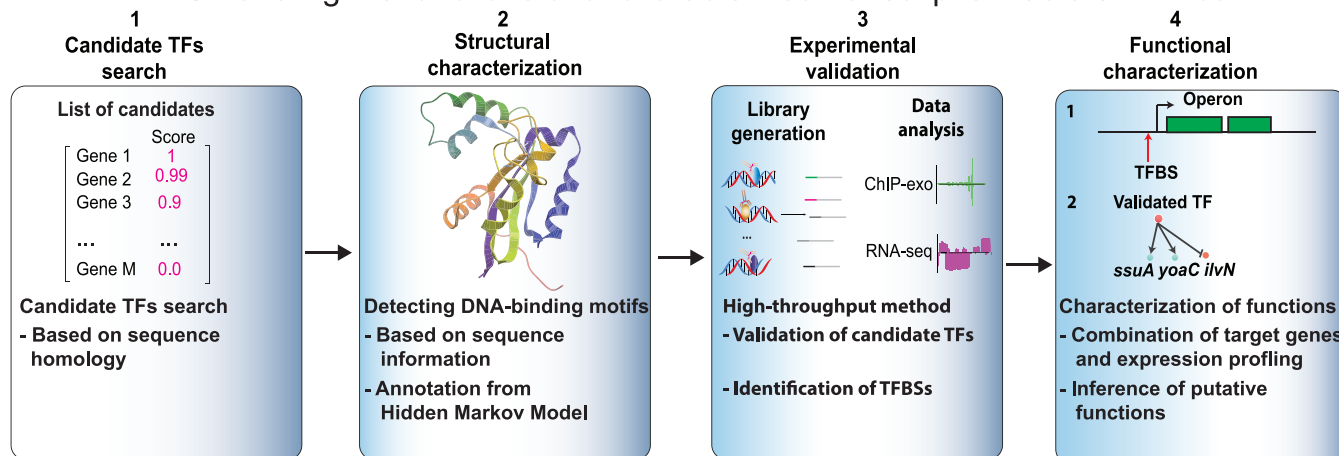 1
Candidate TFs
search
List of candidates
Score
Gene 1 1
Gene 2 0.99
Gene 3 0.9
... ...
Gene M 0.0
Candidate TFs search
- Based on sequence
homology
2
Structural
characterization
Detecting DNA-binding motifs
- Based on sequence
information
- Annotation from
Hidden Markov Model
3
Experimental
validation
Library
generation
...
Data
analysis
ChIP-exo
RNA-seq
High-throughput method
- Validation of candidate TFs
- Identification of TFBSs
4
Functional
characterization
1
Operon
TFBS
2
Validated TF
ssuA yoaC ilvN
Characterization of functions
- Combination of target genes
and expression profling
- Inference of putative
functions